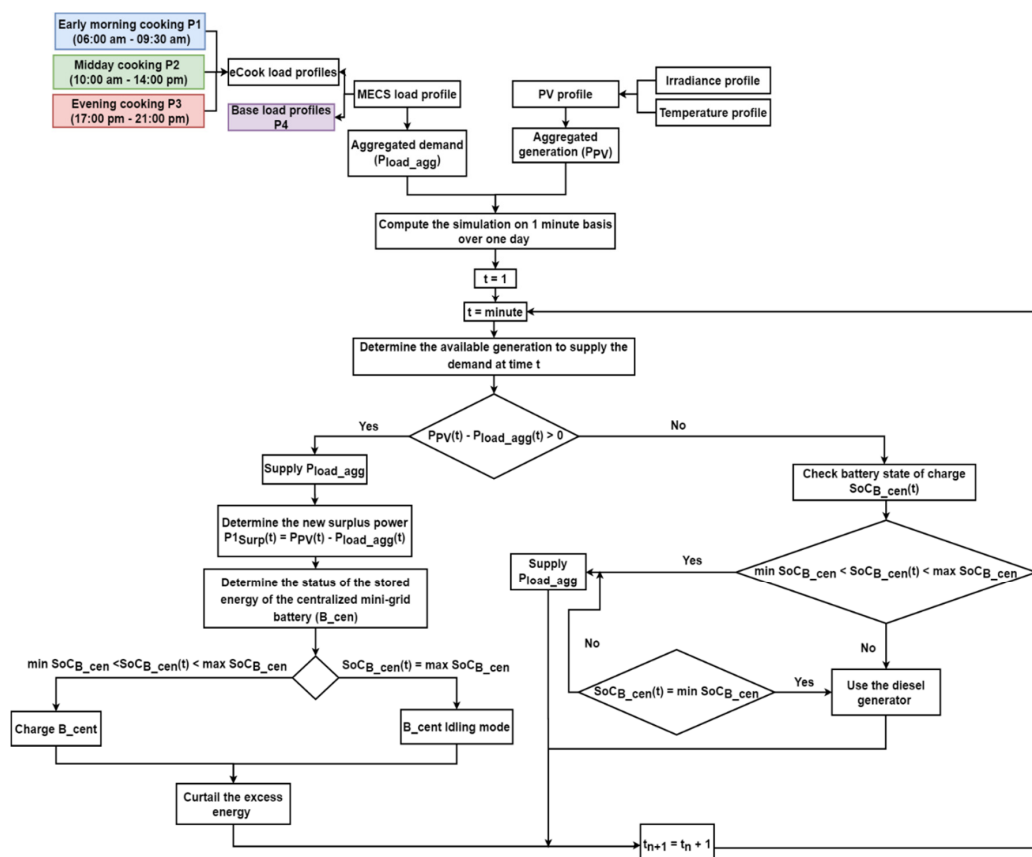 Early morning cooking P1
(06:00 am - 09:30 am)
Midday cooking P2
(10:00 am - 14:00 pm)
Evening cooking P3
(17:00 pm - 21:00 pm)
eCook load profiles
Base load profiles
P4
MECS load profile
PV profile
Irradiance profile
Temperature profile
Aggregated demand
(Pload_agg)
Aggregated
generation (PPV)
Compute the simulation on 1 minute basis
over one day
t = 1
t = minute
Determine the available generation to supply the
demand at time t
PPV(t) - Pload_agg(t) > 0
Yes
No
Supply Pload_agg
Check battery state of charge
SoCB_cen(t)
Determine the new surplus power
P1Surp(t) = PPV(t) - Pload_agg(t)
Determine the status of the stored
energy of the centralized mini-grid
battery (B_cen)
Supply
Pload_agg
Yes
min SoCB_cen < SoCB_cen(t) < max SoCB_cen
No
No
min SoCB_cen <SoCB_cen(t) < max SoCB_cen
SoCB_cen(t) = max SoCB_cen
SoCB_cen(t) = min SoCB_cen
Yes
Use the diesel
generator
Charge B_cent
B_cent Idling mode
Curtail the excess
energy
tn+1 = tn + 1